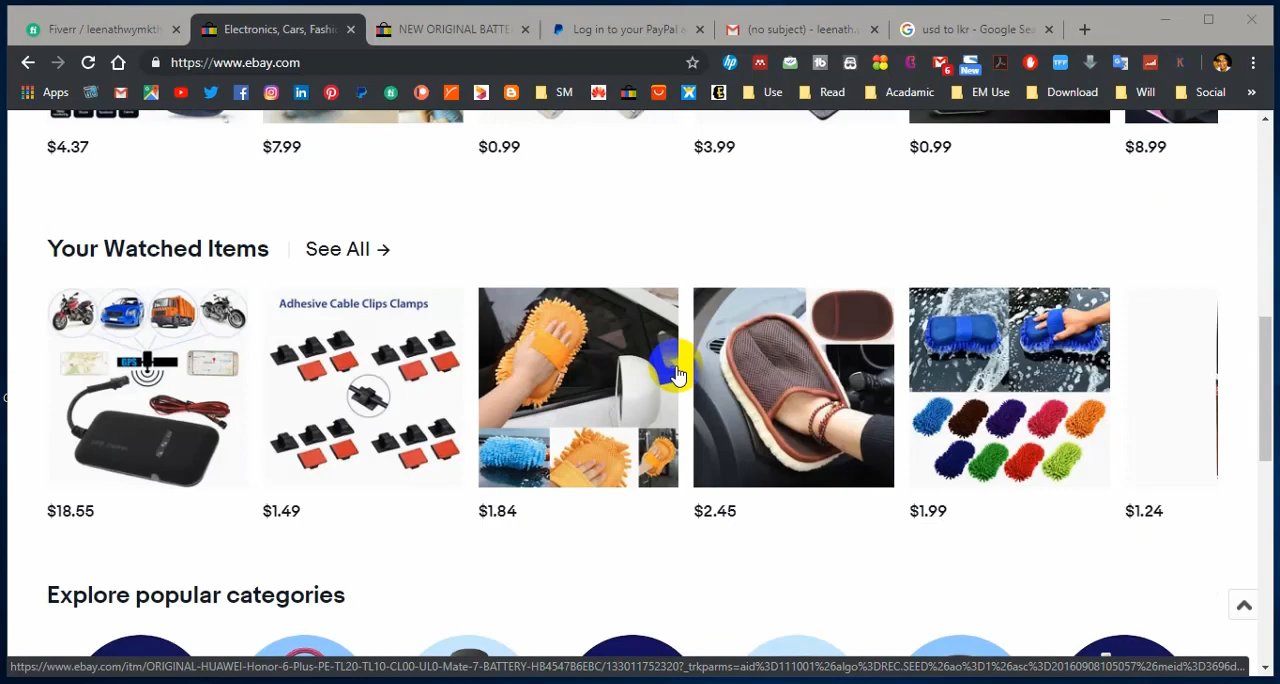 Fiverr / leenathwymkth
Electronics, Cars, Fashi
NEW ORIGINAL BATTE
Log in to your PayPal a
(no subject) - leenath.
usd to lkr - Google Sea
https://www.ebay.com
6
New
Apps
SM
Use
Read
Acadamic
EM Use
Download
Will
Social
»
$4.37
$7.99
$0.99
$3.99
$0.99
$8.99
Your Watched Items
See All →
Adhesive Cable Clips Clamps
GPS
$18.55
$1.49
$1.84
$2.45
$1.99
$1.24
Explore popular categories
https://www.ebay.com/itm/ORIGINAL-HUAWEI-Honor-6-Plus-PE-TL20-TL10-CL00-UL0-Mate-7-BATTERY-HB4547B6EBC/133011752320?_trkparms=aid%3D111001%26algo%3DREC.SEED%26ao%3D1%26asc%3D20160908105057%26meid%3D3696d...